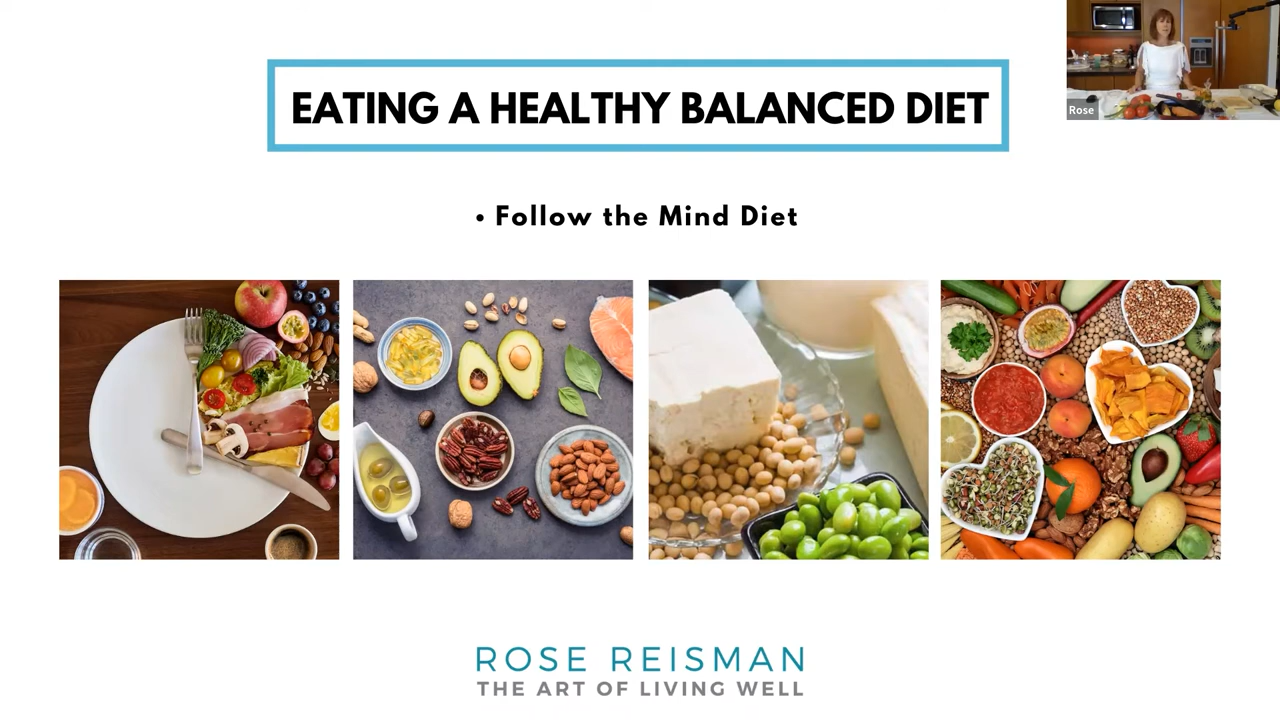 EATING A HEALTHY BALANCED DIET
Rose
• Follow the Mind Diet
ROSE REISMAN
THE ART OF LIVING WELL